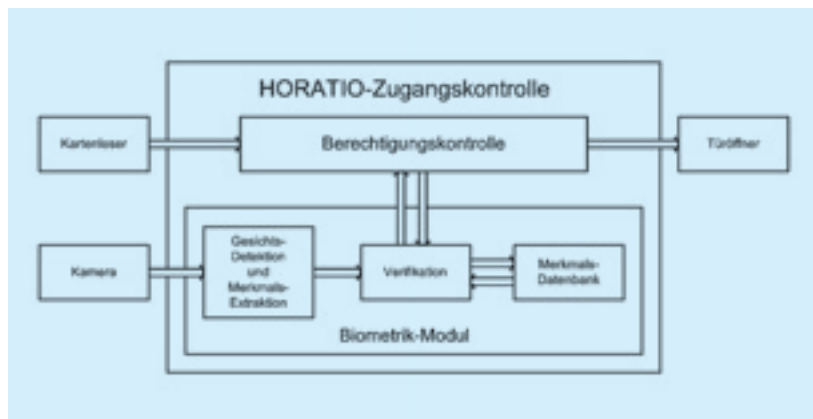 HORATIO-Zugangskontrolle
Kartenleser
Berechtigungskontrolle
Türöffner
Kamera
Gesichts-
Detektion
und
Merkmals-
Extraktion
Verifikation
Merkmals-
Datenbank
Biometrik-Modul